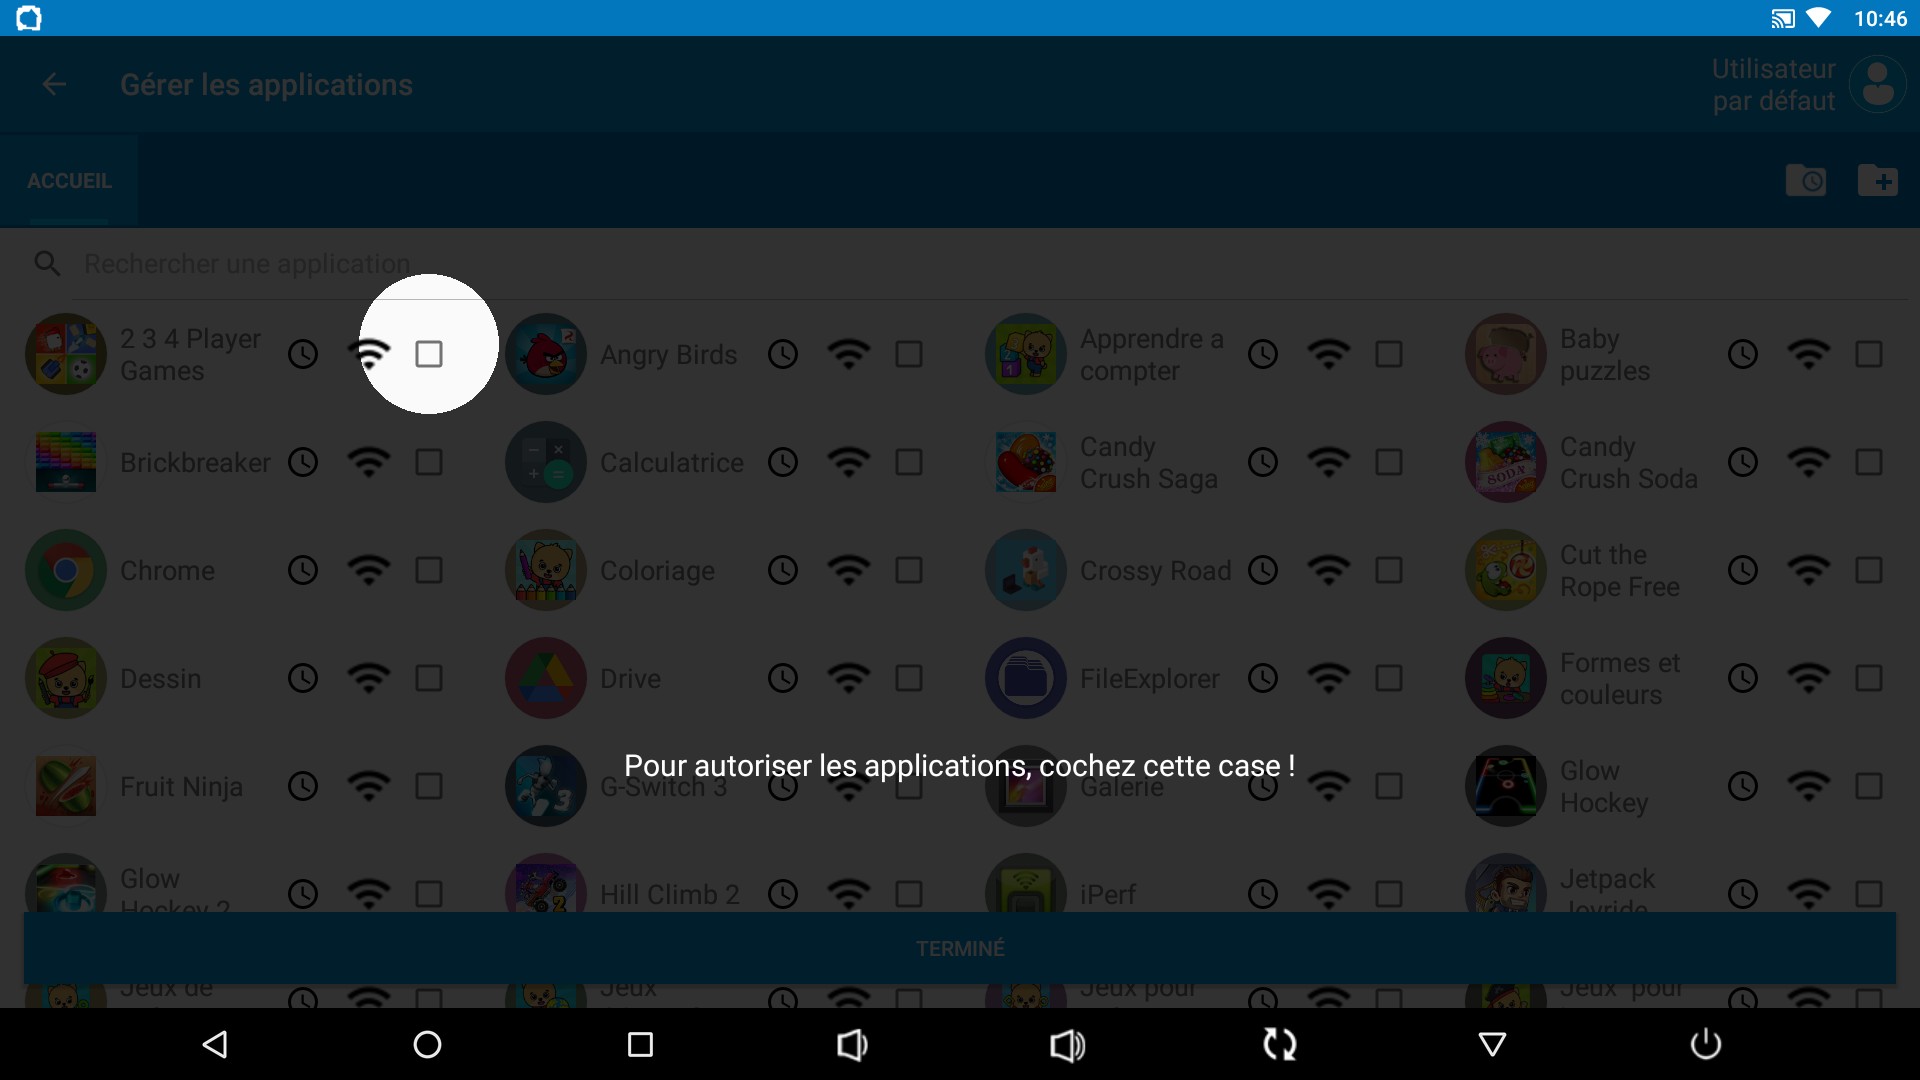 10:46
Gérer les applications
Utilisateur
par défaut
ACCUEIL
Rechercher une application
2 3 4 Player
Games
Angry Birds
Apprendre a
compter
Baby
puzzles
Brickbreaker
Calculatrice
Candy
Crush Saga
Candy
Crush Soda
Chrome
Coloriage
Crossy Road
Cut the
Rope Free
Dessin
Drive
FileExplorer
Formes et
couleurs
Pour autoriser les applications, cochez cette case !
Fruit Ninja
G-Switch 3
Galerie
Glow
Hockey
Glow
Hockey 2
Hill Climb 2
iPerf
Jetpack
Joyride
TERMINÉ
Jeux de
Jeux
Jeux pour
Jeux pour